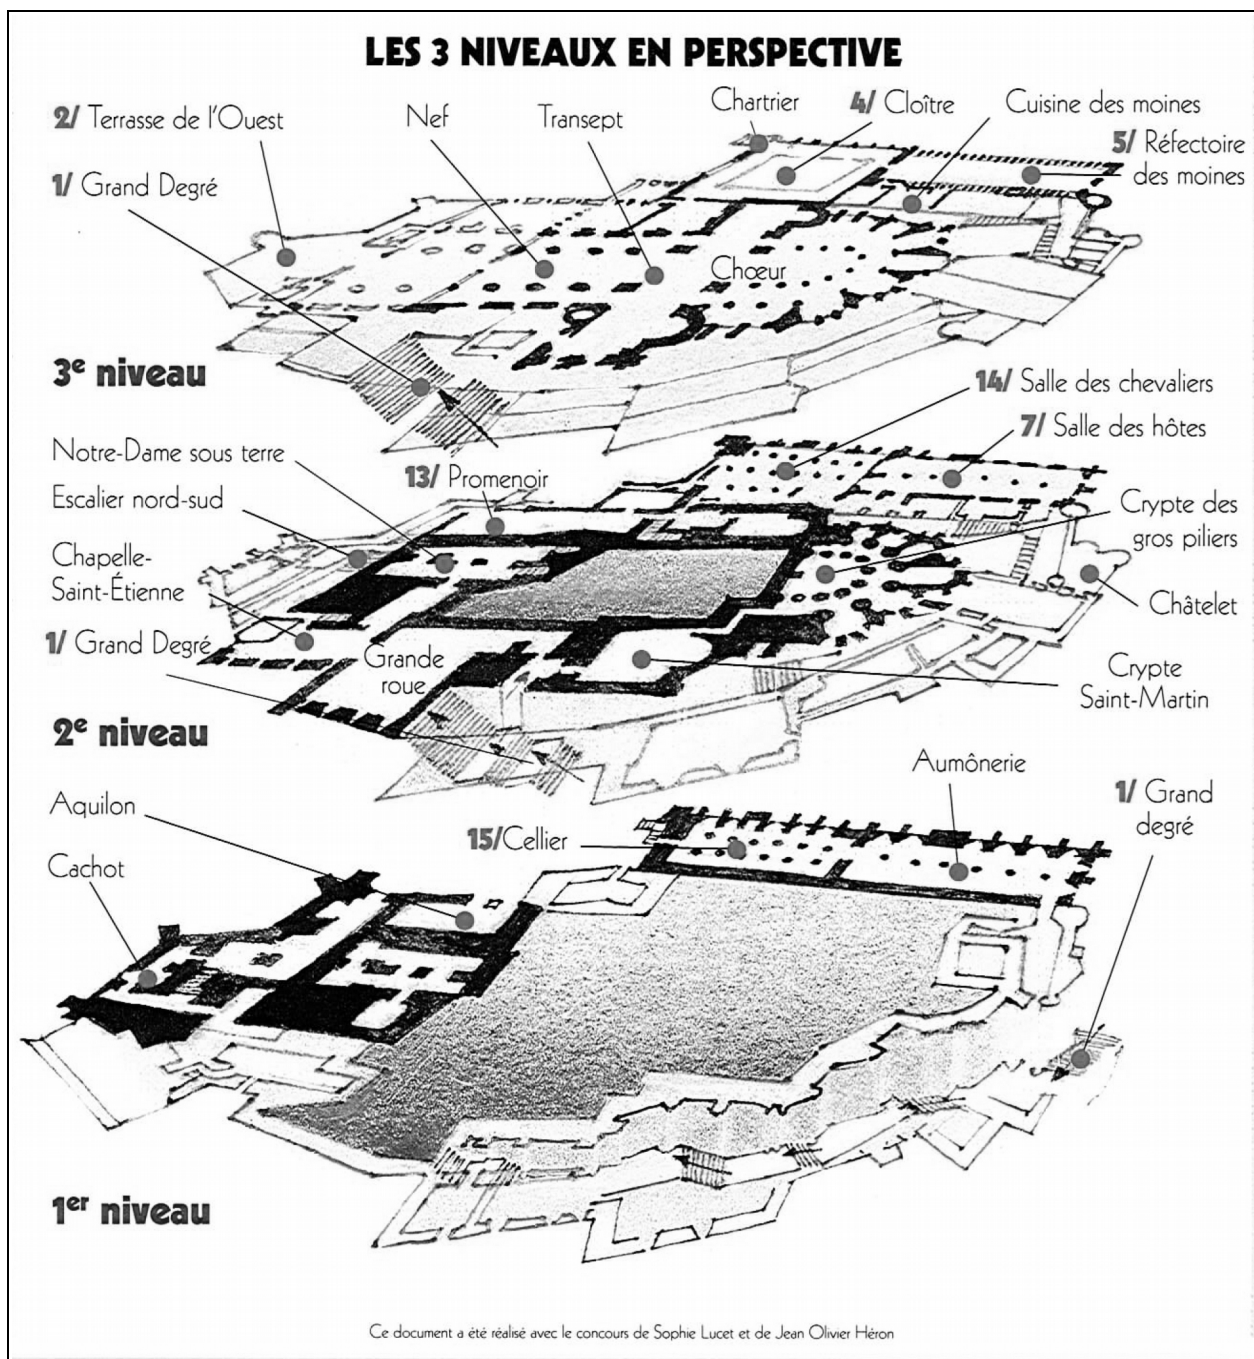 LES 3 NIVEAUX EN PERSPECTIVE
2/ Terrasse de l'Ouest
Nef
Transept
Chartrier
4/ Cloître
Cuisine des moines
5/ Réfectoire
des moines
1/ Grand Degré
Chœur
3e niveau
14/ Salle des chevaliers
7/ Salle des hôtes
Notre-Dame sous terre
13/ Promenoir
Escalier nord-sud
Crypte des
gros piliers
Chapelle-
Saint-Étienne
Châtelet
1/ Grand Degré
Grande
roue
Crypte
Saint-Martin
2e niveau
Aumônerie
1/ Grand
degré
Aquilon
15/Cellier
Cachot
1er niveau
Ce document a été réalisé avec le concours de Sophie Lucet et de Jean Olivier Héron